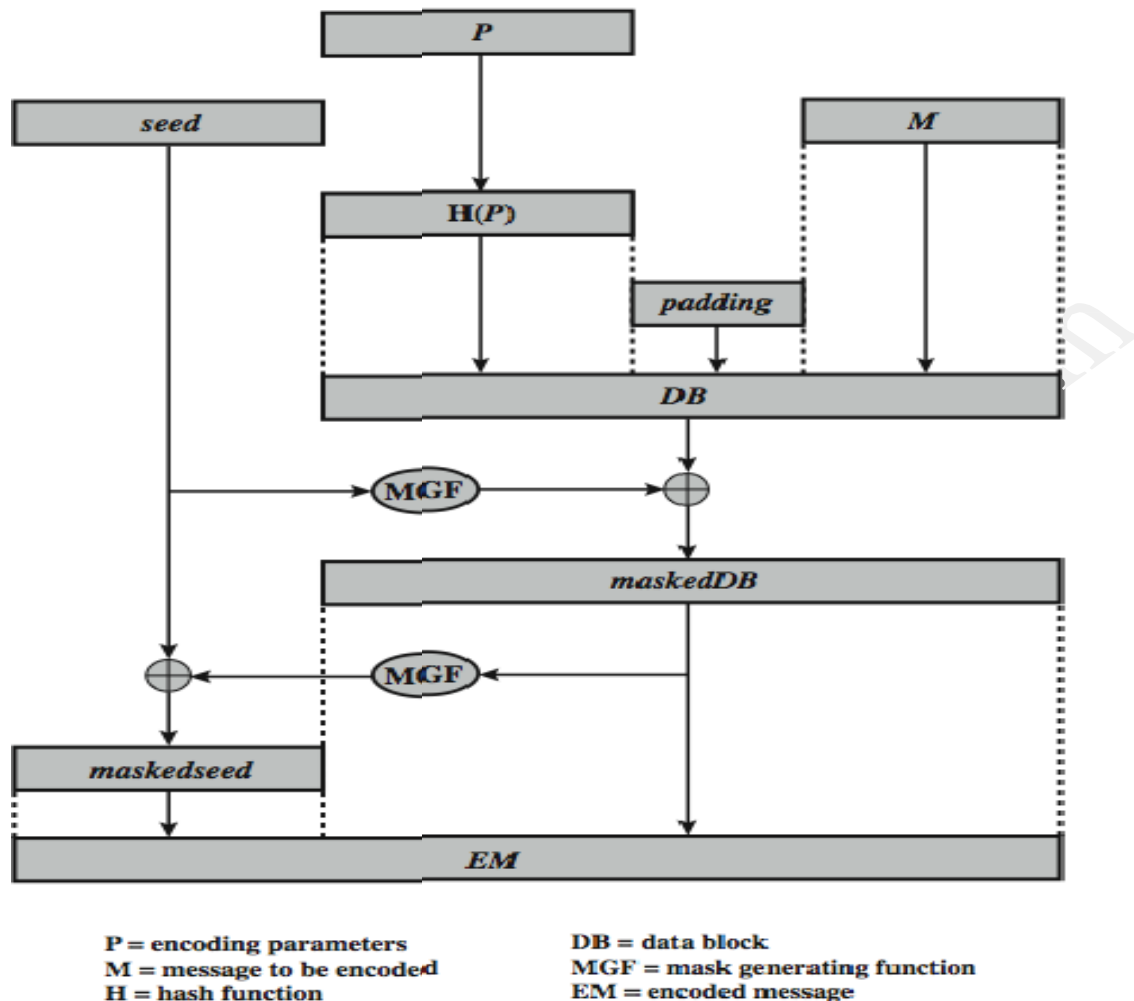 P
seed
M
H(P)
padding
DB
MGF
maskedDB
MGF
maskedseed
EM
P = encoding parameters
M = message to be encoded
H = hash function
DB = data block
MGF = mask generating function
EM = encoded message